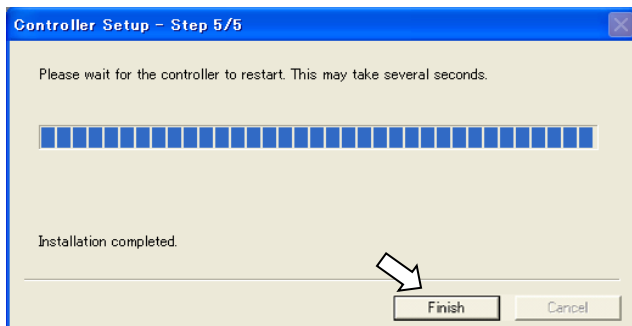 Controller Setup - Step 5/5
Please wait for the controller to restart. This may take several seconds.
Installation completed.
Finish
Cancel